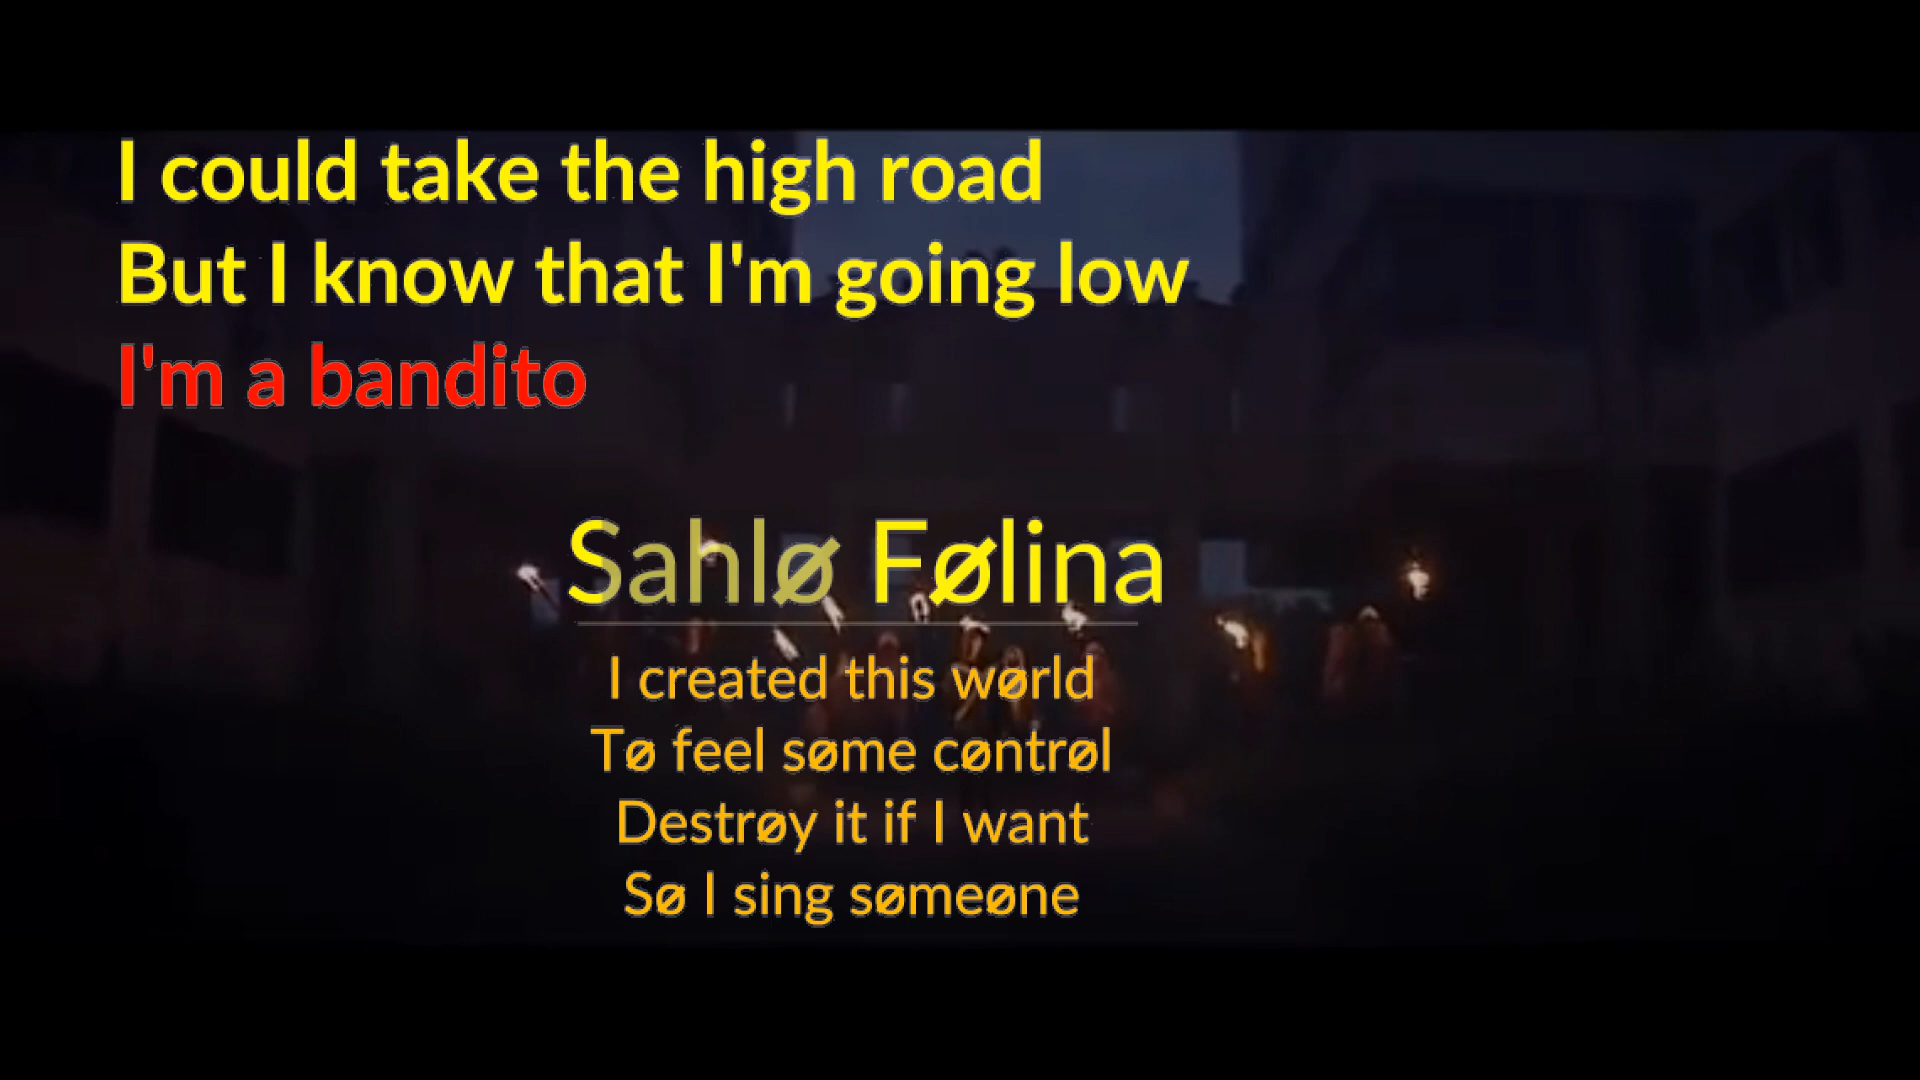 I could take the high road
But I know that I'm going low
I'm a bandito
Sahlø Følina
I created this wørld
Tø feel søme cøntrøl
Destrøy it if I want
Sø I sing sømeøne